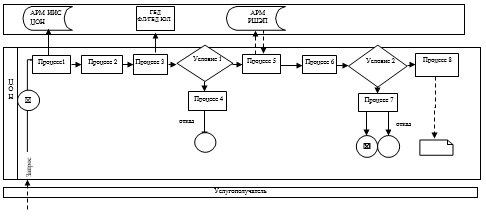 АРМ ИИС
ЦОН
ГБД
ФЛ/ГБД ЮЛ
АРМ
РШЭП
Процесс1
Процесс 2
Процесс 3
Условие 1
Процесс 5
Процесс 6
Условие 2
Процесс 8
Ц
О
Н
Процесс 4
Процесс 7
отказ
отказ
Запрос
Услугополучатель